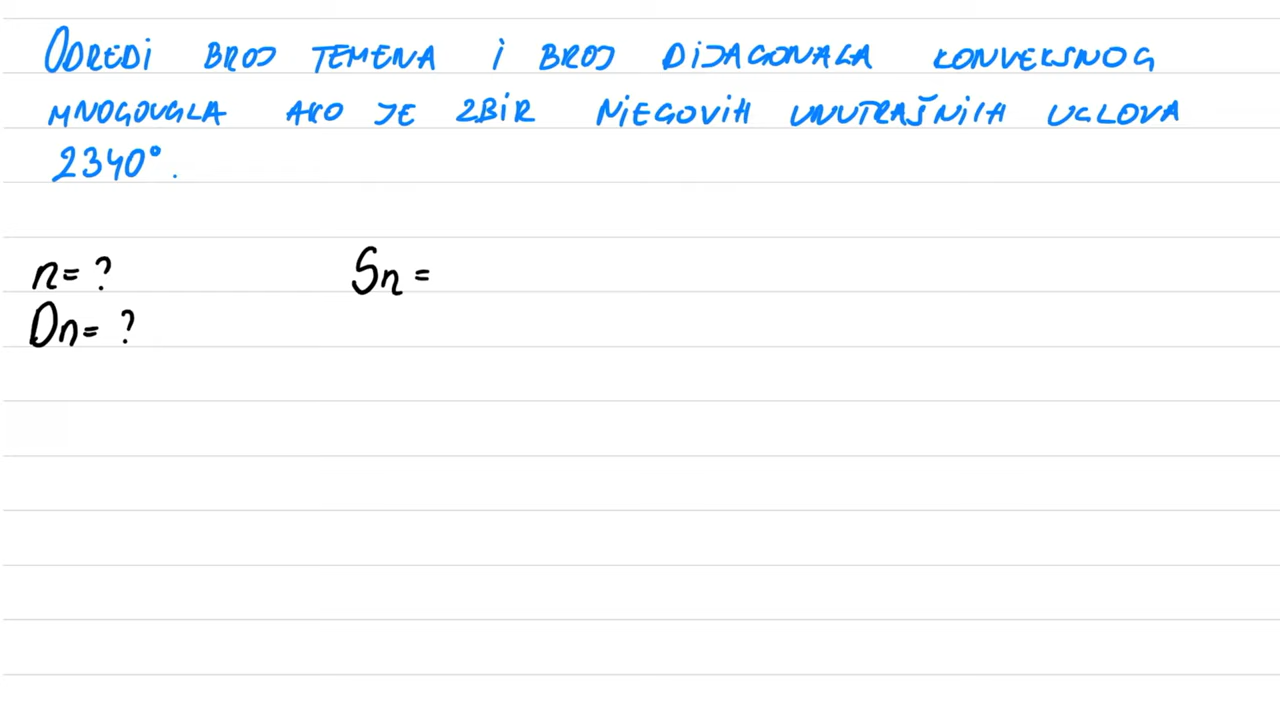 ODREDI BROJ TEMENA I BROJ DIJAGONALA KONVEKSNOG
MNOGOUGLA AKO JE ZBIR NJEGOVIH UNUTRAŠNJIH UGLOVA
2340°.
n = ? Sn =
Dn = ?